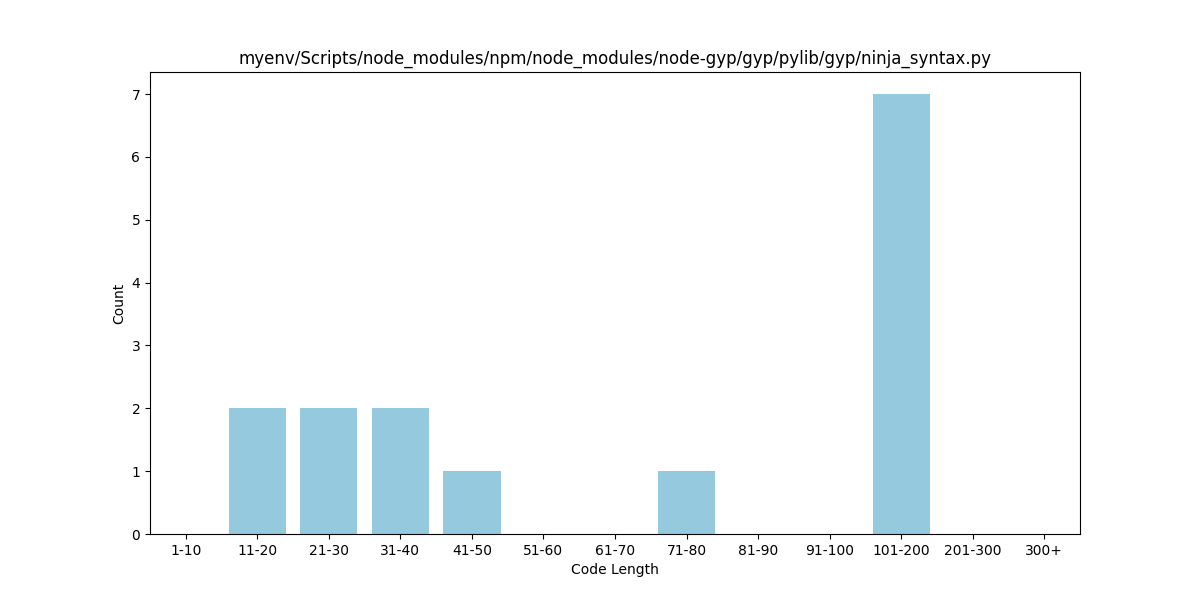 myenv/Scripts/node_modules/npm/node_modules/node-gyp/gyp/pylib/gyp/ninja_syntax.py
7
6
5
4
3
2
1
0
Count
1-10 11-20 21-30 31-40 41-50 51-60 61-70 71-80 81-90 91-100 101-200 201-300 300+
Code Length